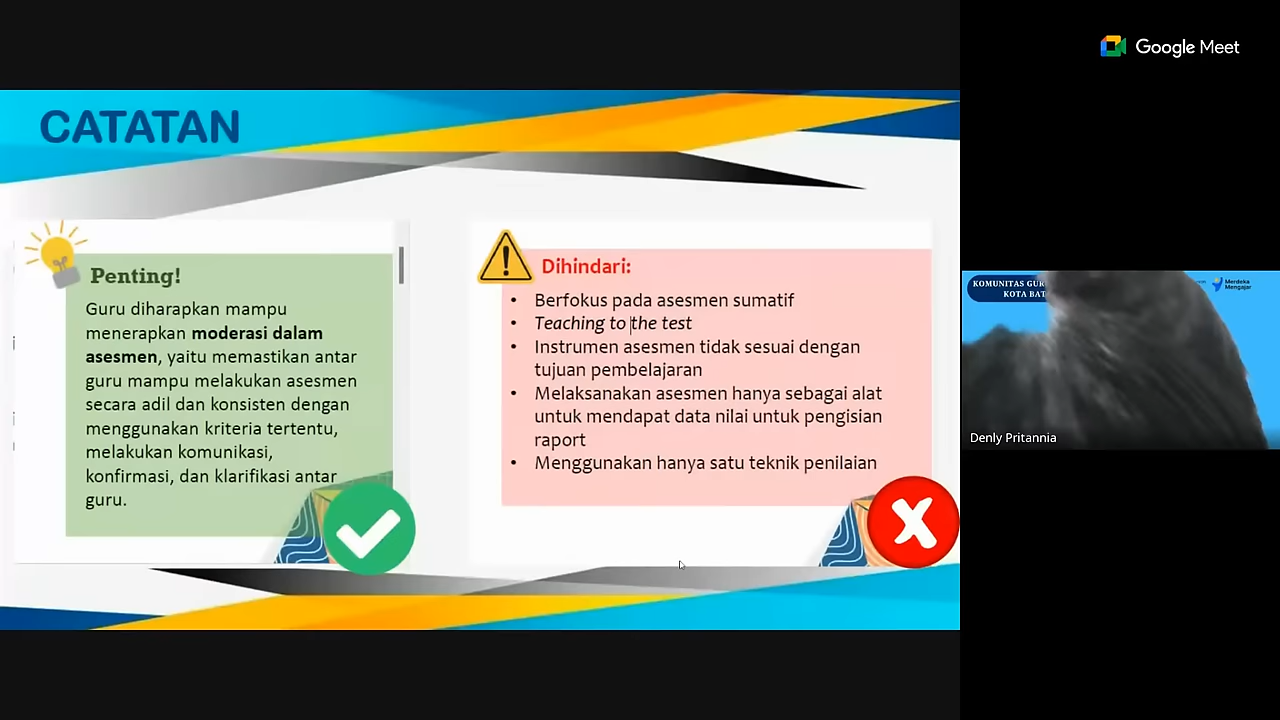 CATATAN
Penting!
Guru diharapkan mampu
menerapkan moderasi dalam
asesmen, yaitu memastikan antar
guru mampu melakukan asesmen
secara adil dan konsisten dengan
menggunakan kriteria tertentu,
melakukan komunikasi,
konfirmasi, dan klarifikasi antar
guru.
Dihindari:
• Berfokus pada asesmen sumatif
• Teaching to the test
• Instrumen asesmen tidak sesuai dengan
tujuan pembelajaran
• Melaksanakan asesmen hanya sebagai alat
untuk mendapat data nilai untuk pengisian
raport
• Menggunakan hanya satu teknik penilaian
Google Meet
KOMUNITAS
KOTA
Merdeka
Mengajar
Denly Pritannia